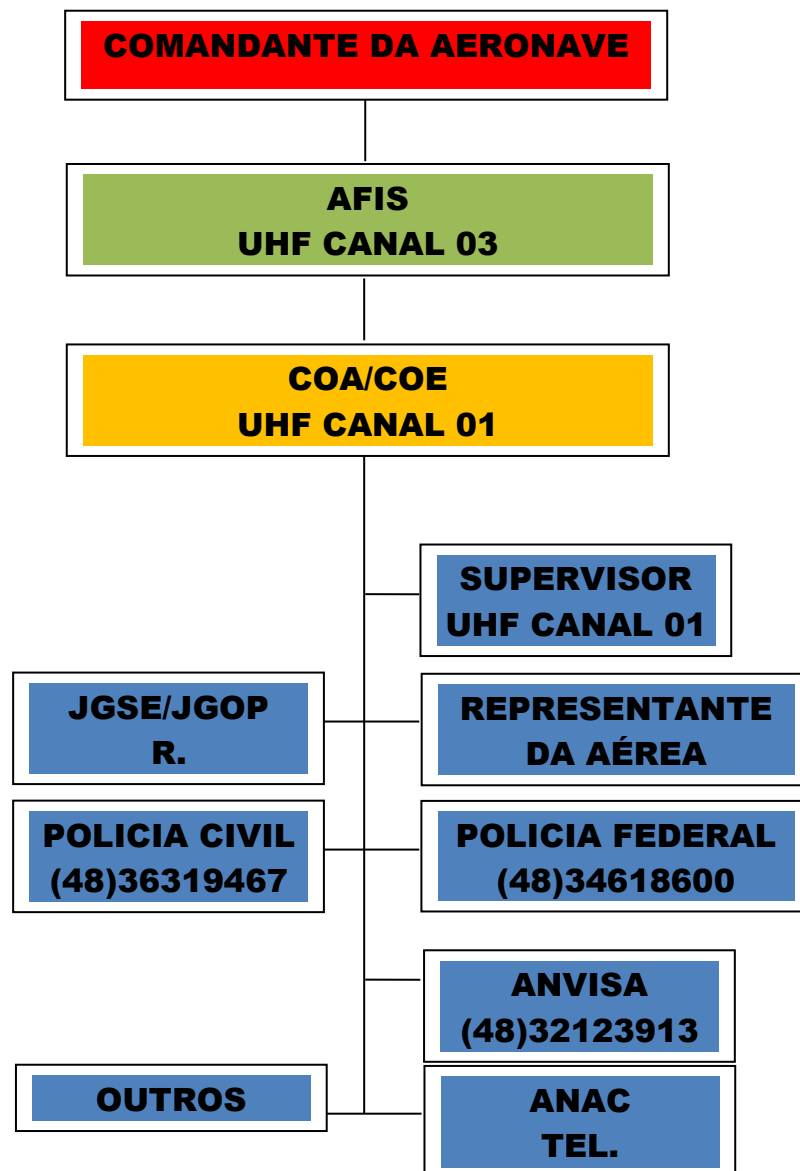 COMANDANTE DA AERONAVE
AFIS
UHF CANAL 03
COA/COE
UHF CANAL 01
SUPERVISOR
UHF CANAL 01
JGSE/JGOP
R.
REPRESENTANTE
DA AÉREA
POLICIA CIVIL
(48)36319467
POLICIA FEDERAL
(48)34618600
ANVISA
(48)32123913
OUTROS
ANAC
TEL.